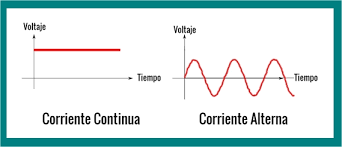 Voltaje
Tiempo
Corriente Continua
Voltaje
Tiempo
Corriente Alterna